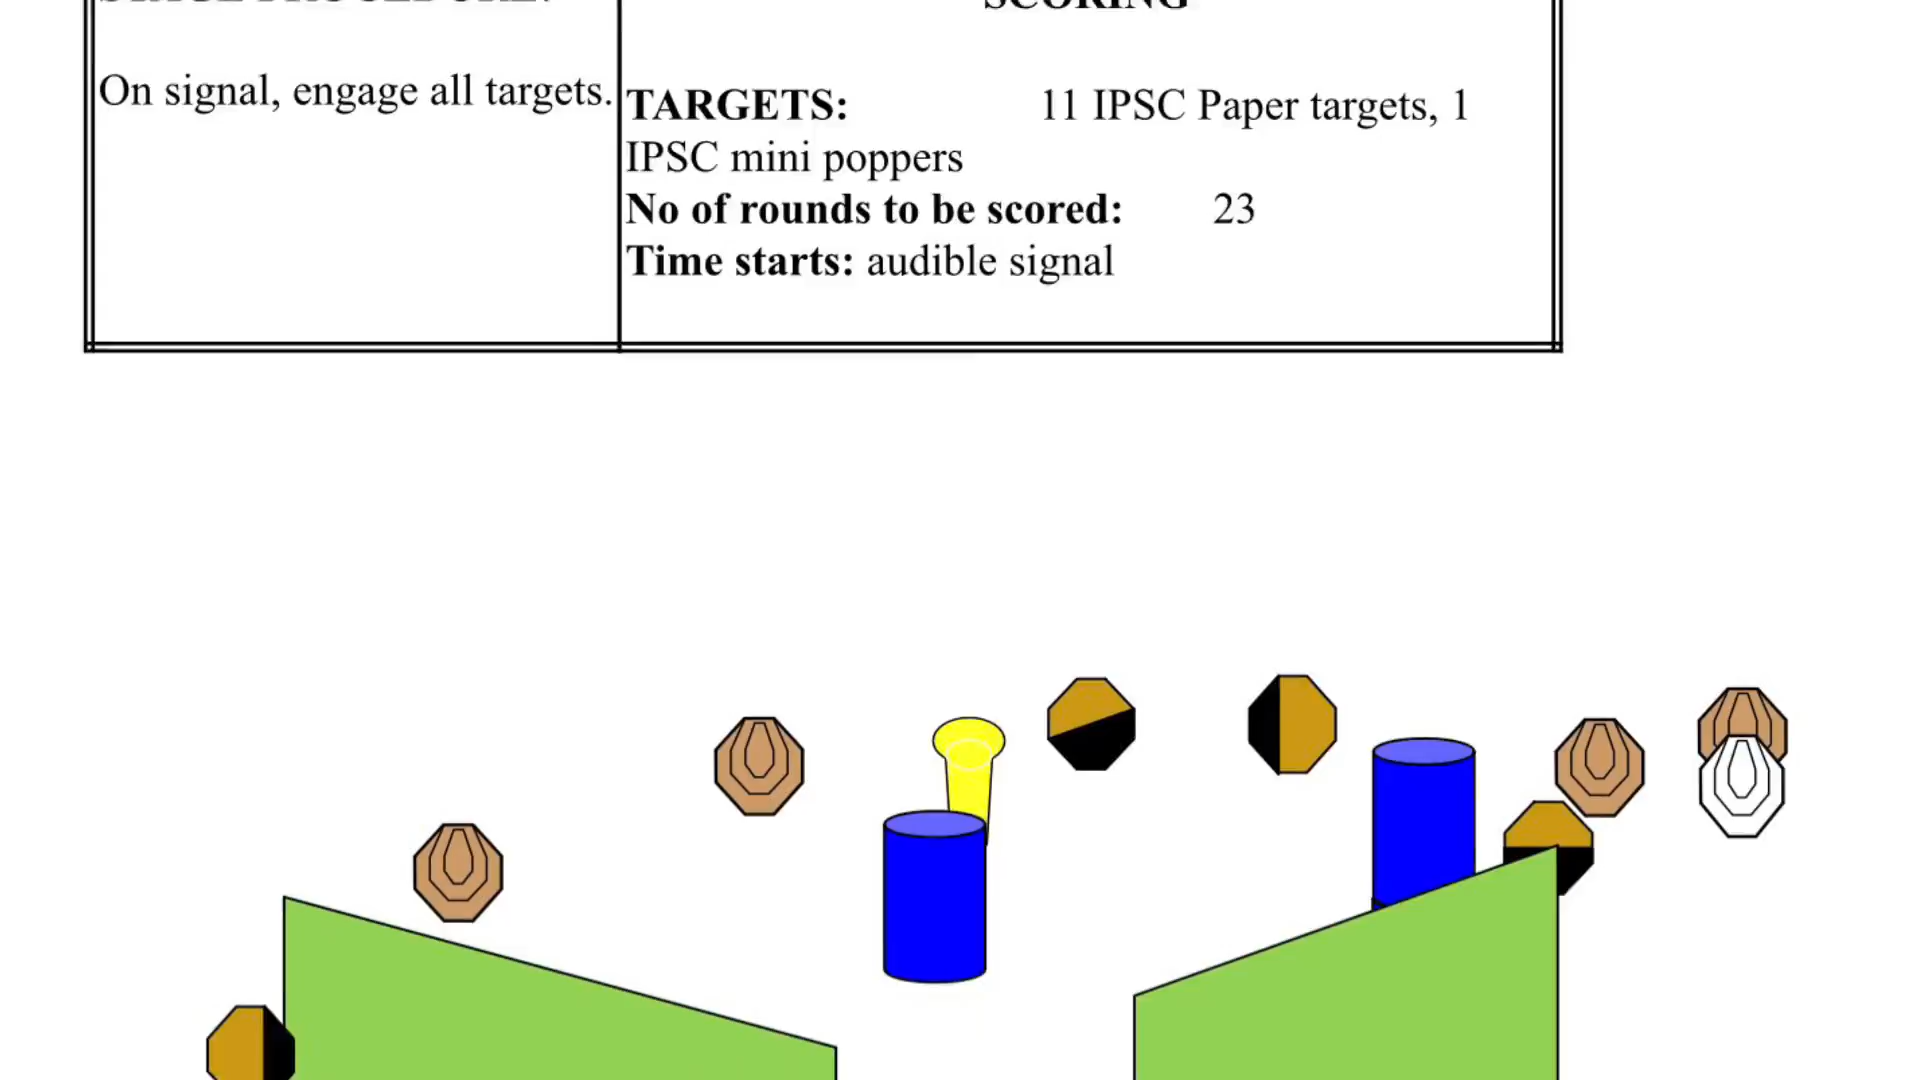 SCORING
On signal, engage all targets.
TARGETS: 11 IPSC Paper targets, 1
IPSC mini poppers
No of rounds to be scored: 23
Time starts: audible signal